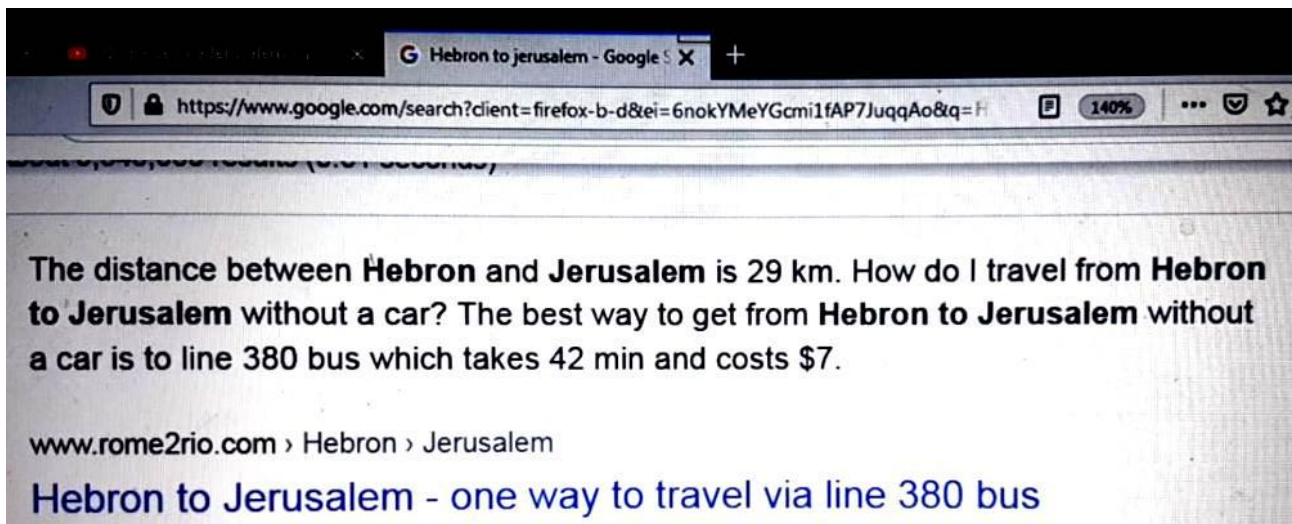 Hebron to jerusalem - Google S
https://www.google.com/search?client=firefox-b-d&ei=6nokYMeYGcmi1fAP7JuqqAo&q=H
140%
results
The distance between Hebron and Jerusalem is 29 km. How do I travel from Hebron
to Jerusalem without a car? The best way to get from Hebron to Jerusalem without
a car is to line 380 bus which takes 42 min and costs $7.
www.rome2rio.com › Hebron › Jerusalem
Hebron to Jerusalem - one way to travel via line 380 bus